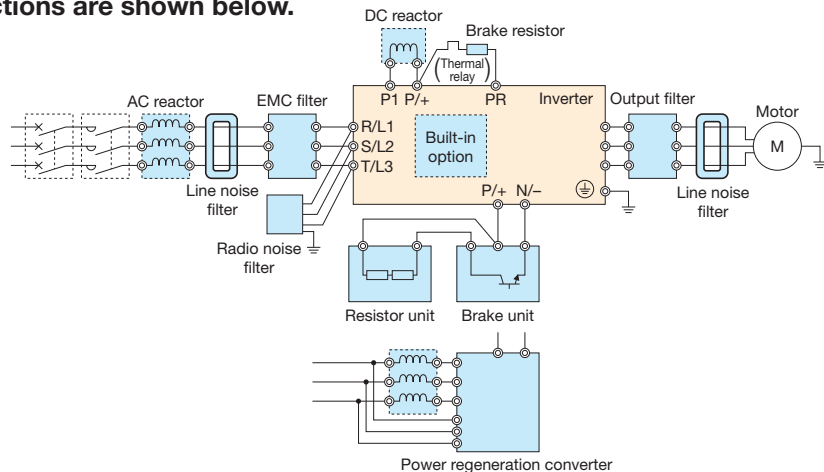 ctions are shown below.
DC reactor
Brake resistor
(Thermal
relay)
P1 P/+
PR
Inverter
Output filter
Motor
M
AC reactor
EMC filter
R/L1
S/L2
T/L3
Built-in
option
Line noise
filter
P/+ N/−
Line noise
filter
Radio noise
filter
Resistor unit
Brake unit
Power regeneration converter